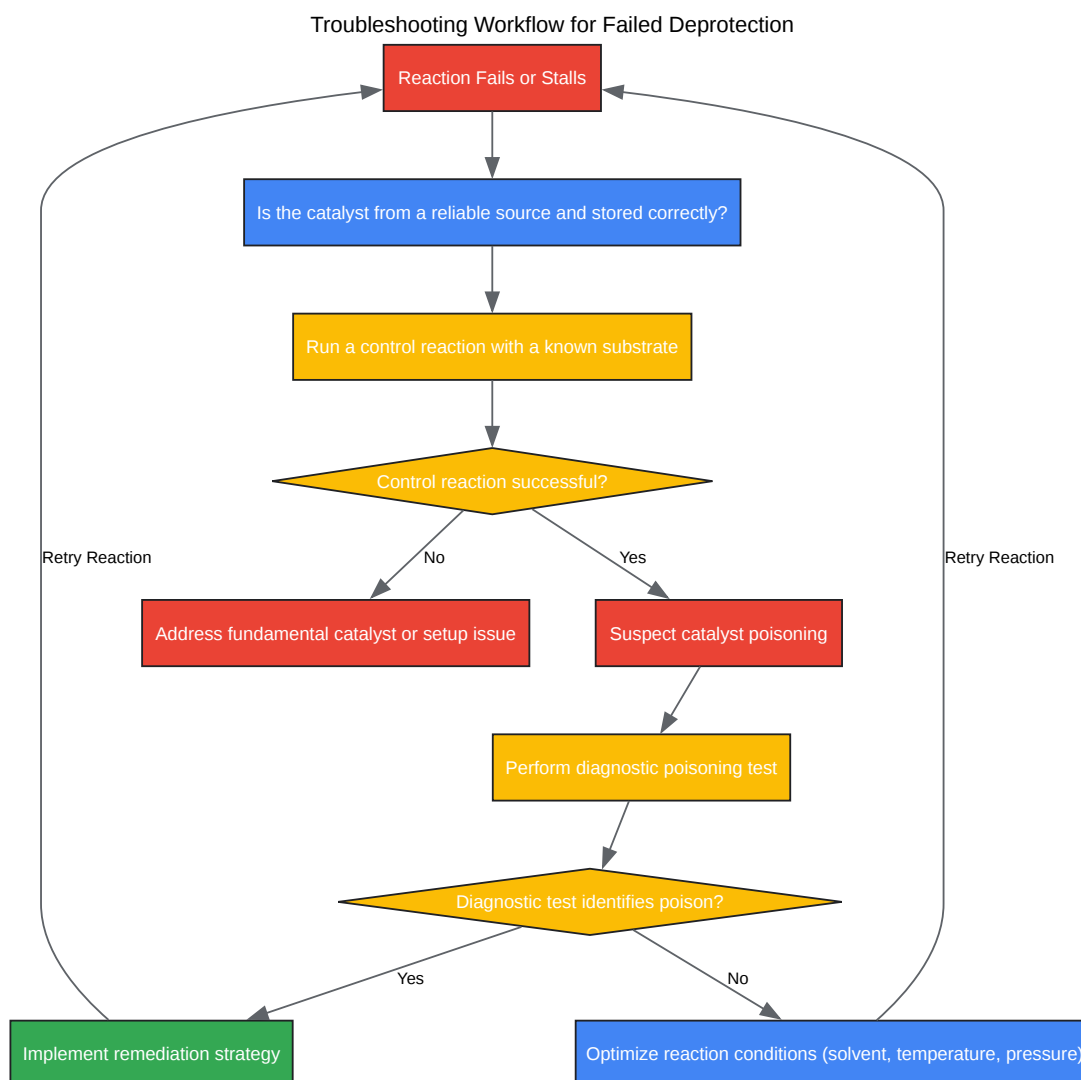 Troubleshooting Workflow for Failed Deprotection
Reaction Fails or Stalls
Is the catalyst from a reliable source and stored correctly?
Run a control reaction with a known substrate
Control reaction successful?
Retry Reaction
No
Yes
Retry Reaction
Address fundamental catalyst or setup issue
Suspect catalyst poisoning
Perform diagnostic poisoning test
Diagnostic test identifies poison?
Yes
No
Implement remediation strategy
Optimize reaction conditions (solvent, temperature, pressure)